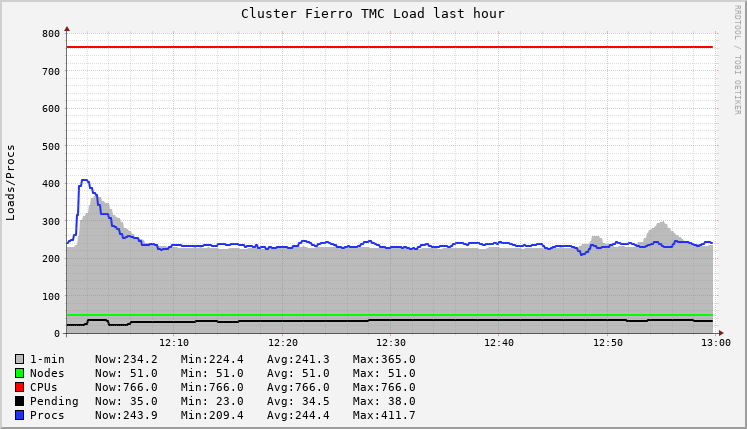 Cluster Fierro TMC Load last hour
RRDTOOL / TOBI OETIKER
Loads/Procs
800
700
600
500
400
300
200
100
0
12:10 12:20 12:30 12:40 12:50 13:00
1-min Now:234.2 Min:224.4 Avg:241.3 Max:365.0
Nodes Now: 51.0 Min: 51.0 Avg: 51.0 Max: 51.0
CPUs Now:766.0 Min:766.0 Avg:766.0 Max:766.0
Pending Now: 35.0 Min: 23.0 Avg: 34.5 Max: 38.0
Procs Now:243.9 Min:209.4 Avg:244.4 Max:411.7